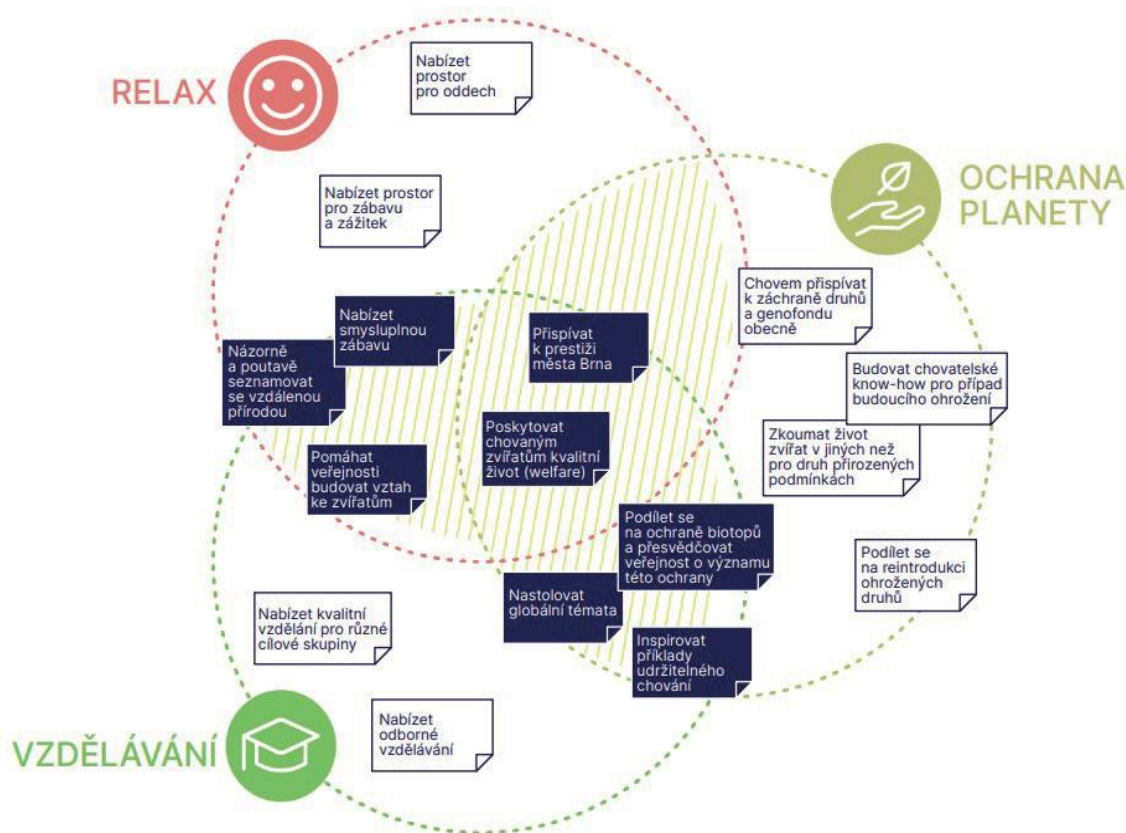 RELAX
Nabízet
prostor
pro oddech
Nabízet prostor
pro zábavu
a zážitek
OCHRANA
PLANETY
Chovem přispívat
k záchraně druhů
a genofondu
obecně
Nabízet
smysluplnou
zábavu
Přispívat
k prestiži
města Brna
Názorně
a poutavě
seznamovat
se vzdálenou
přírodou
Budovat chovatelské
know-how pro případ
budoucího ohrožení
Poskytovat
chovaným
zvířatům kvalitní
život (welfare)
Zkoumat život
zvířat v jiných než
pro druh přirozených
podmínkách
Pomáhat
veřejnosti
budovat vztah
ke zvířatům
Podílet se
na ochraně biotopů
a přesvědčovat
veřejnost o významu
této ochrany
Podílet se
na reintrodukci
ohrožených
druhů
Nastolovat
globální témata
Nabízet kvalitní
vzdělání pro různé
cílové skupiny
Inspirovat
příklady
udržitelného
chování
Nabízet
odborné
vzdělávání
VZDĚLÁVÁNÍ